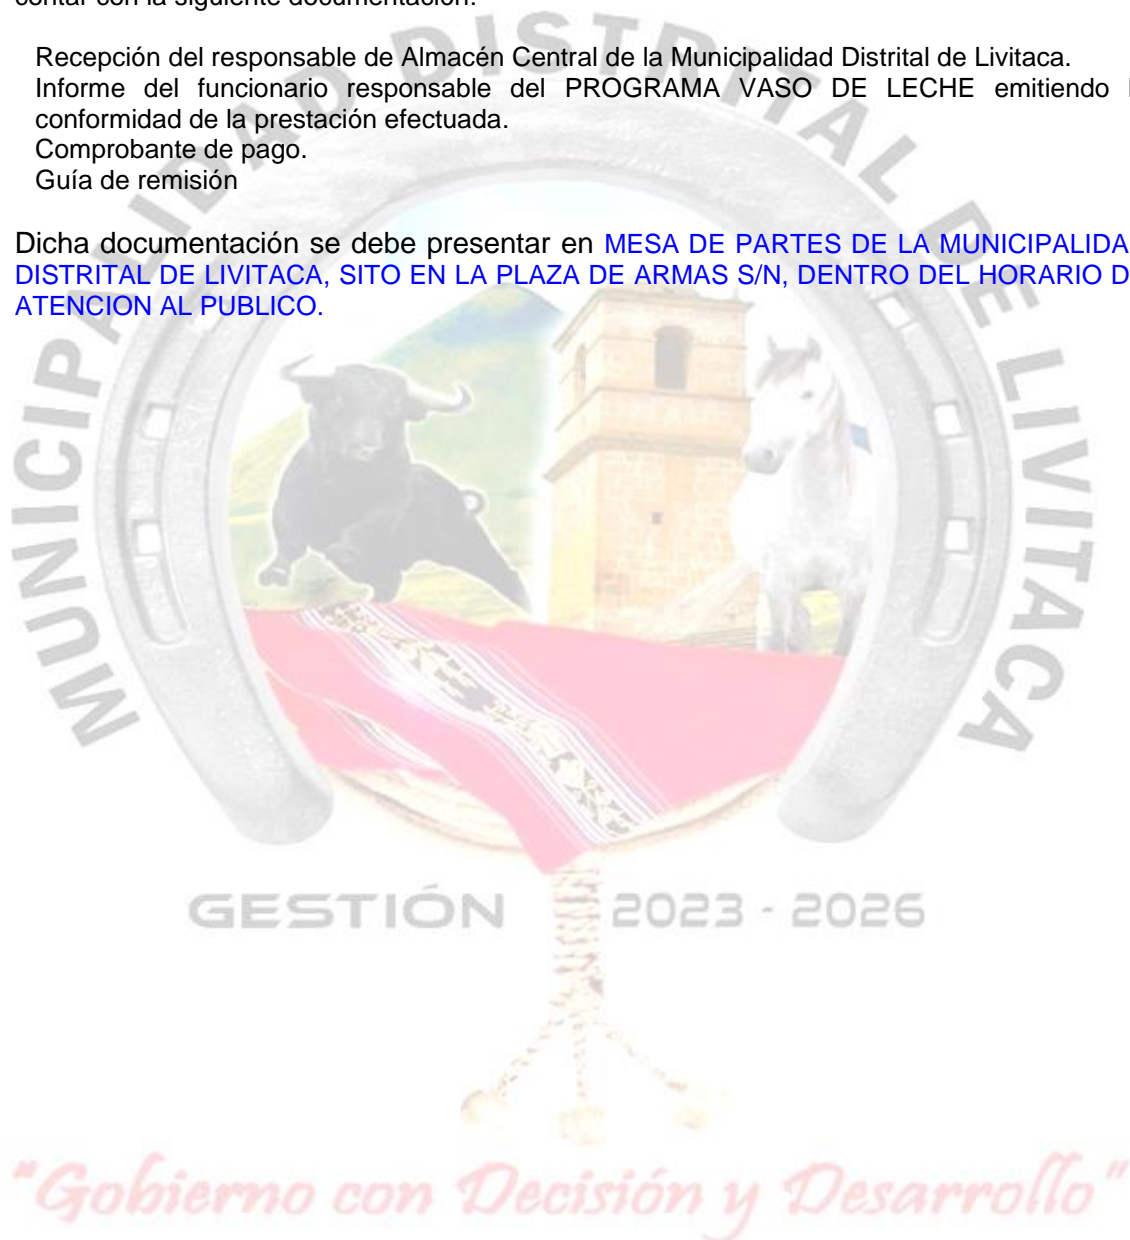 contar con la siguiente documentación:
Recepción del responsable de Almacén Central de la Municipalidad Distrital de Livitaca.
Informe del funcionario responsable del PROGRAMA VASO DE LECHE emitiendo
conformidad de la prestación efectuada.
Comprobante de pago.
Guía de remisión
Dicha documentación se debe presentar en MESA DE PARTES DE LA MUNICIPALIDA
DISTRITAL DE LIVITACA, SITO EN LA PLAZA DE ARMAS S/N, DENTRO DEL HORARIO D
ATENCION AL PUBLICO.
MUNICIPALIDAD DISTRITAL DE LIVITACA
GESTIÓN 2023 - 2026
"Gobierno con Decisión y Desarrollo"